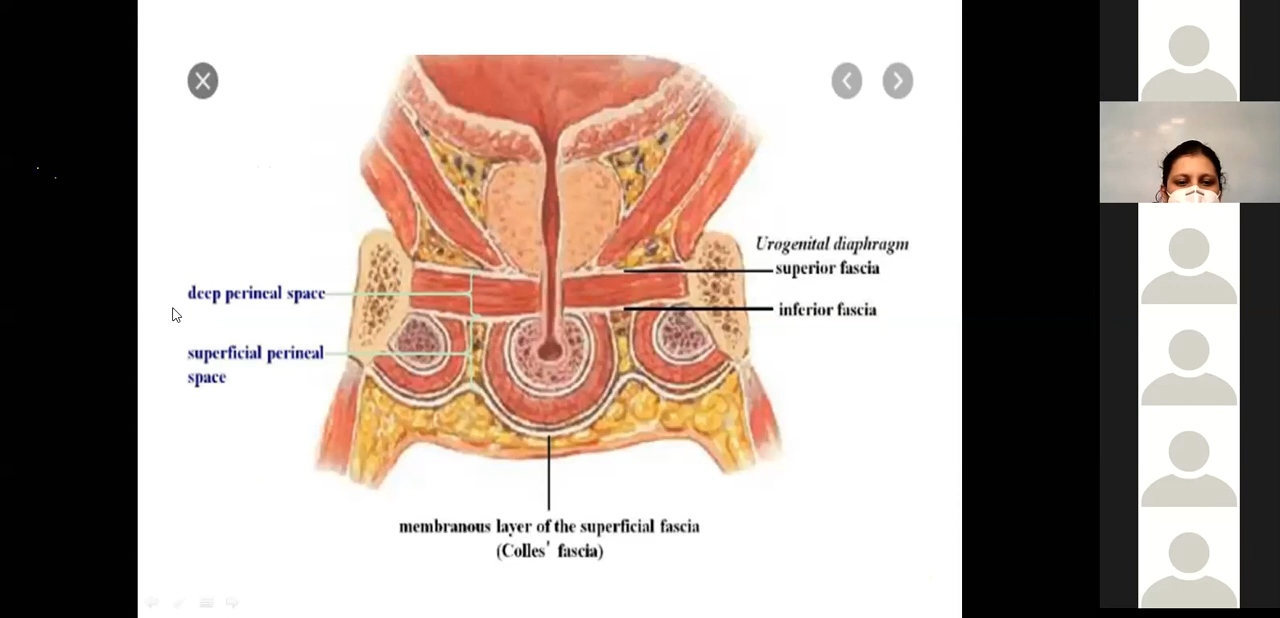 Urogenital diaphragm
superior fascia
deep perineal space
inferior fascia
superficial perineal
space
membranous layer of the superficial fascia
(Colles' fascia)